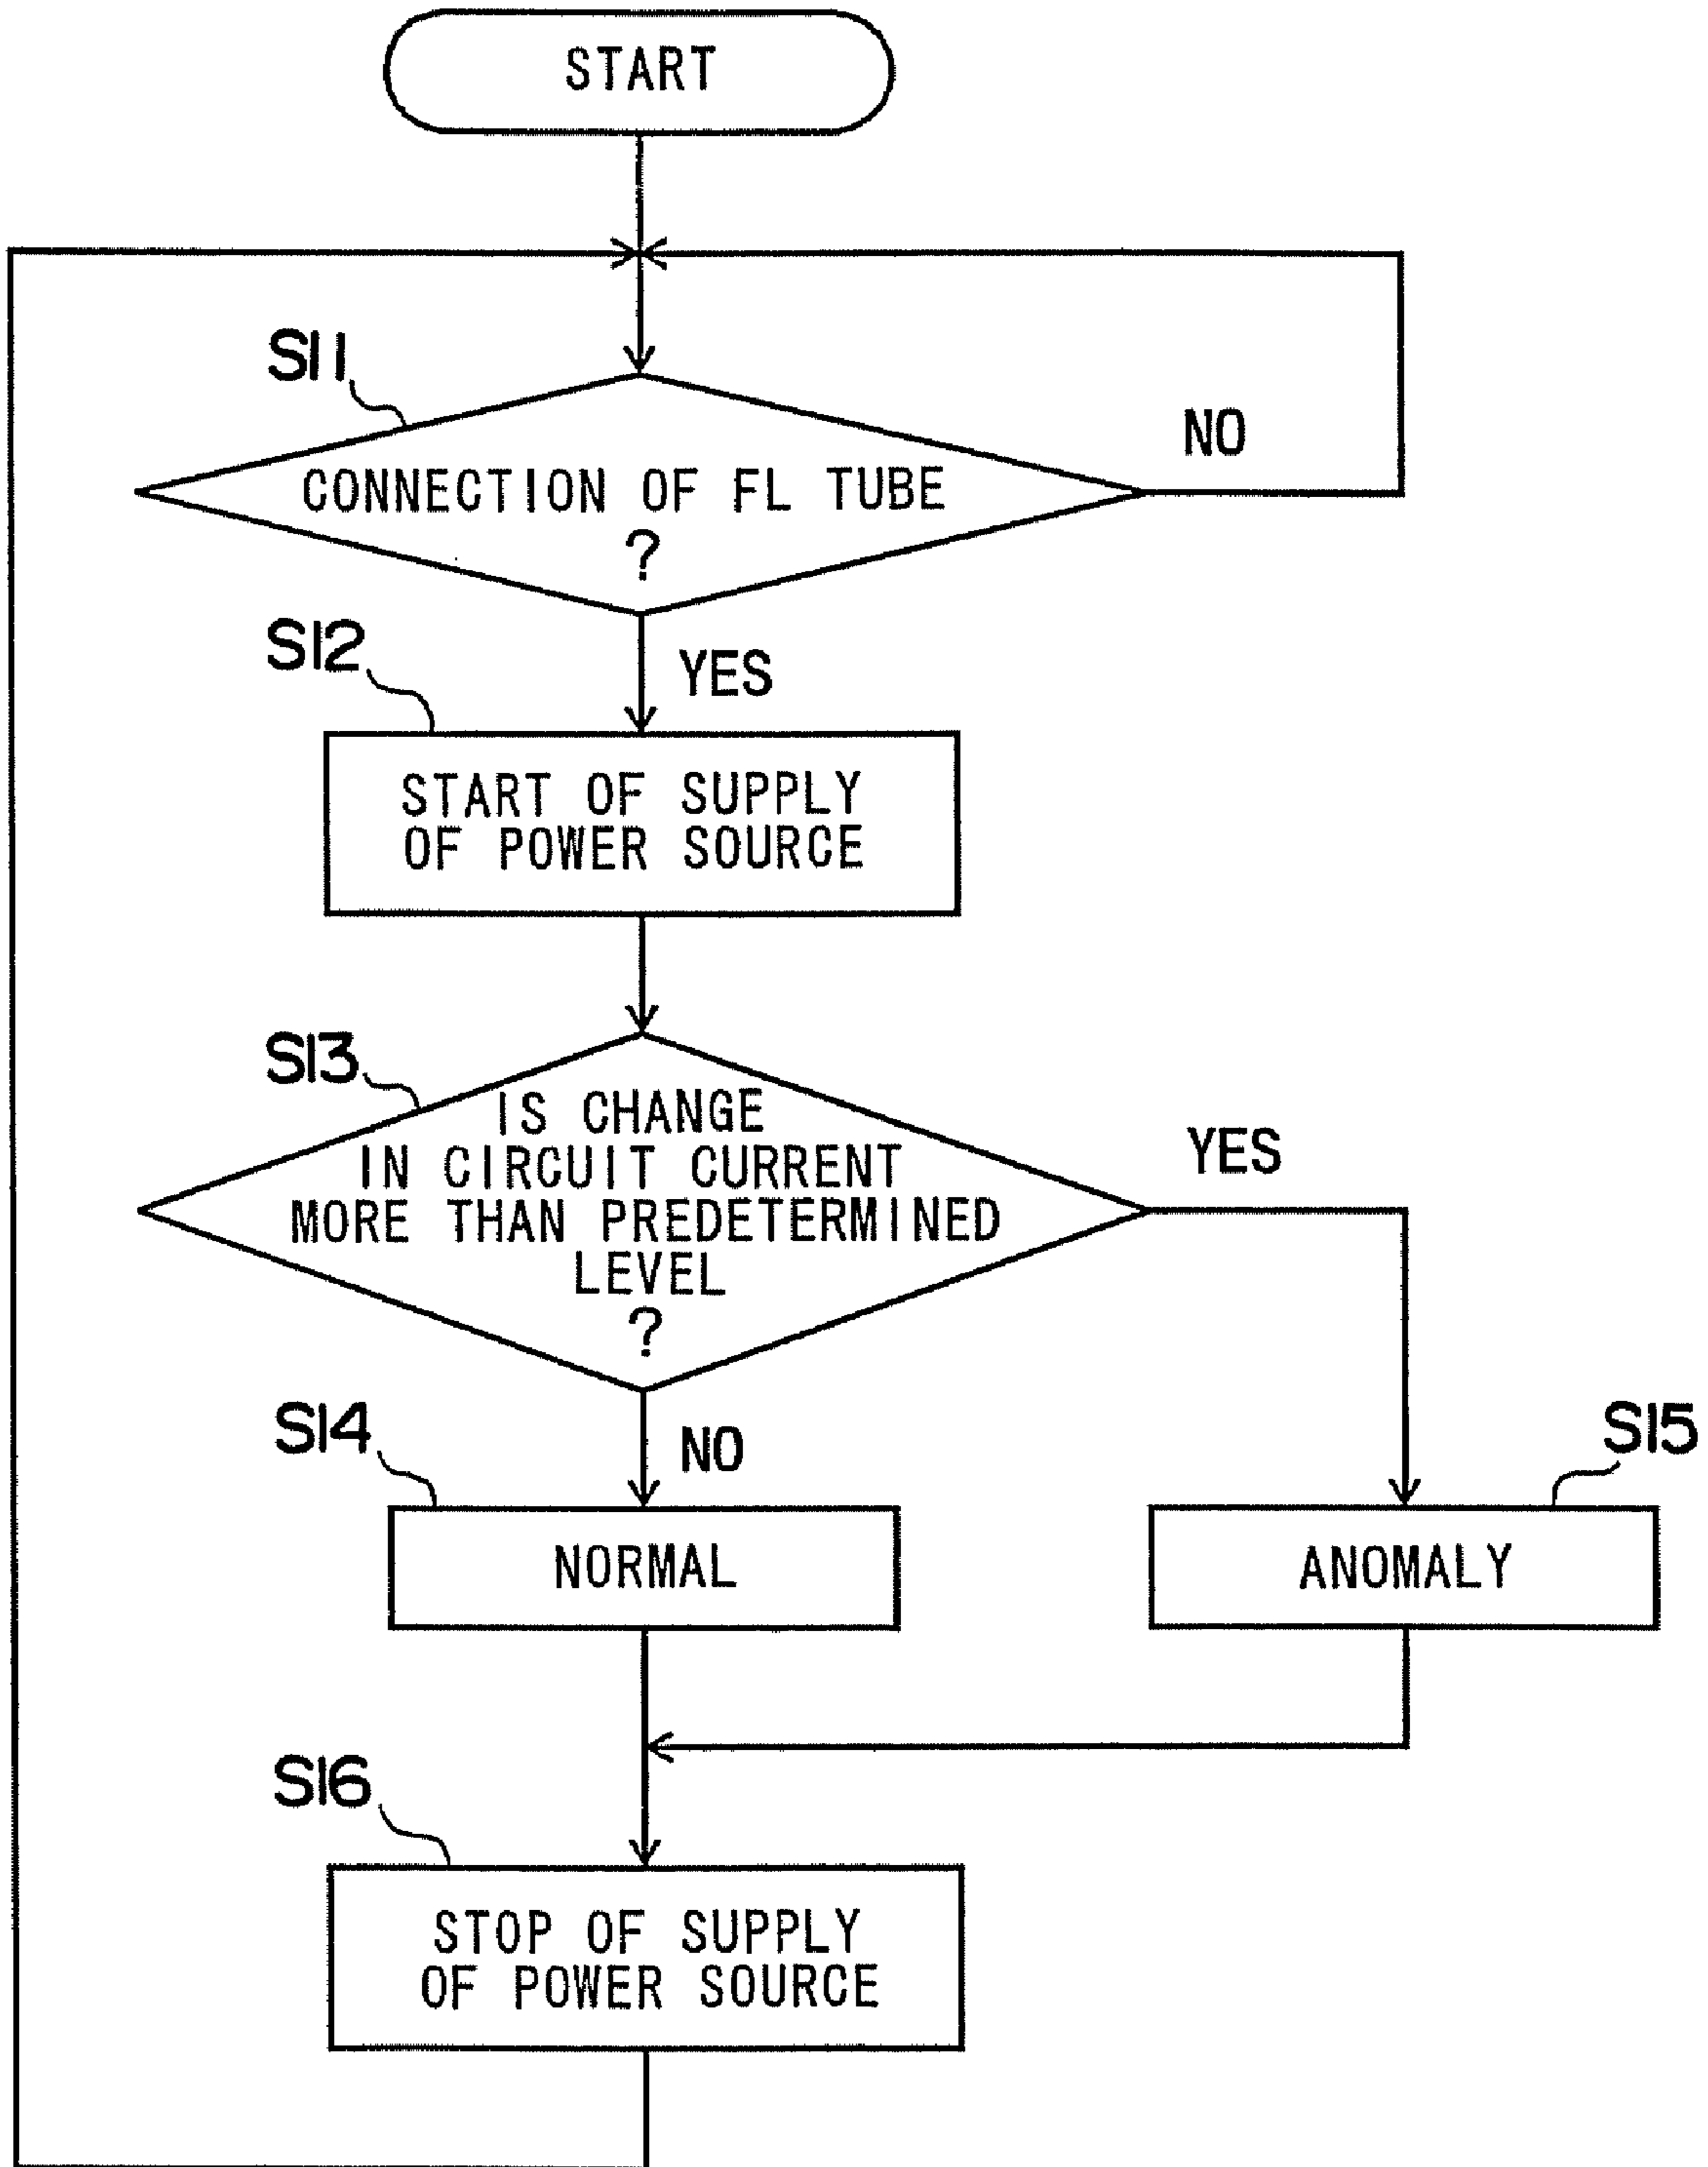 START
S11
NO
CONNECTION OF FL TUBE
?
S12
YES
START OF SUPPLY
OF POWER SOURCE
S13
IS CHANGE
IN CIRCUIT CURRENT
MORE THAN PREDETERMINED
LEVEL
?
YES
S14
NO
S15
NORMAL
ANOMALY
S16
STOP OF SUPPLY
OF POWER SOURCE